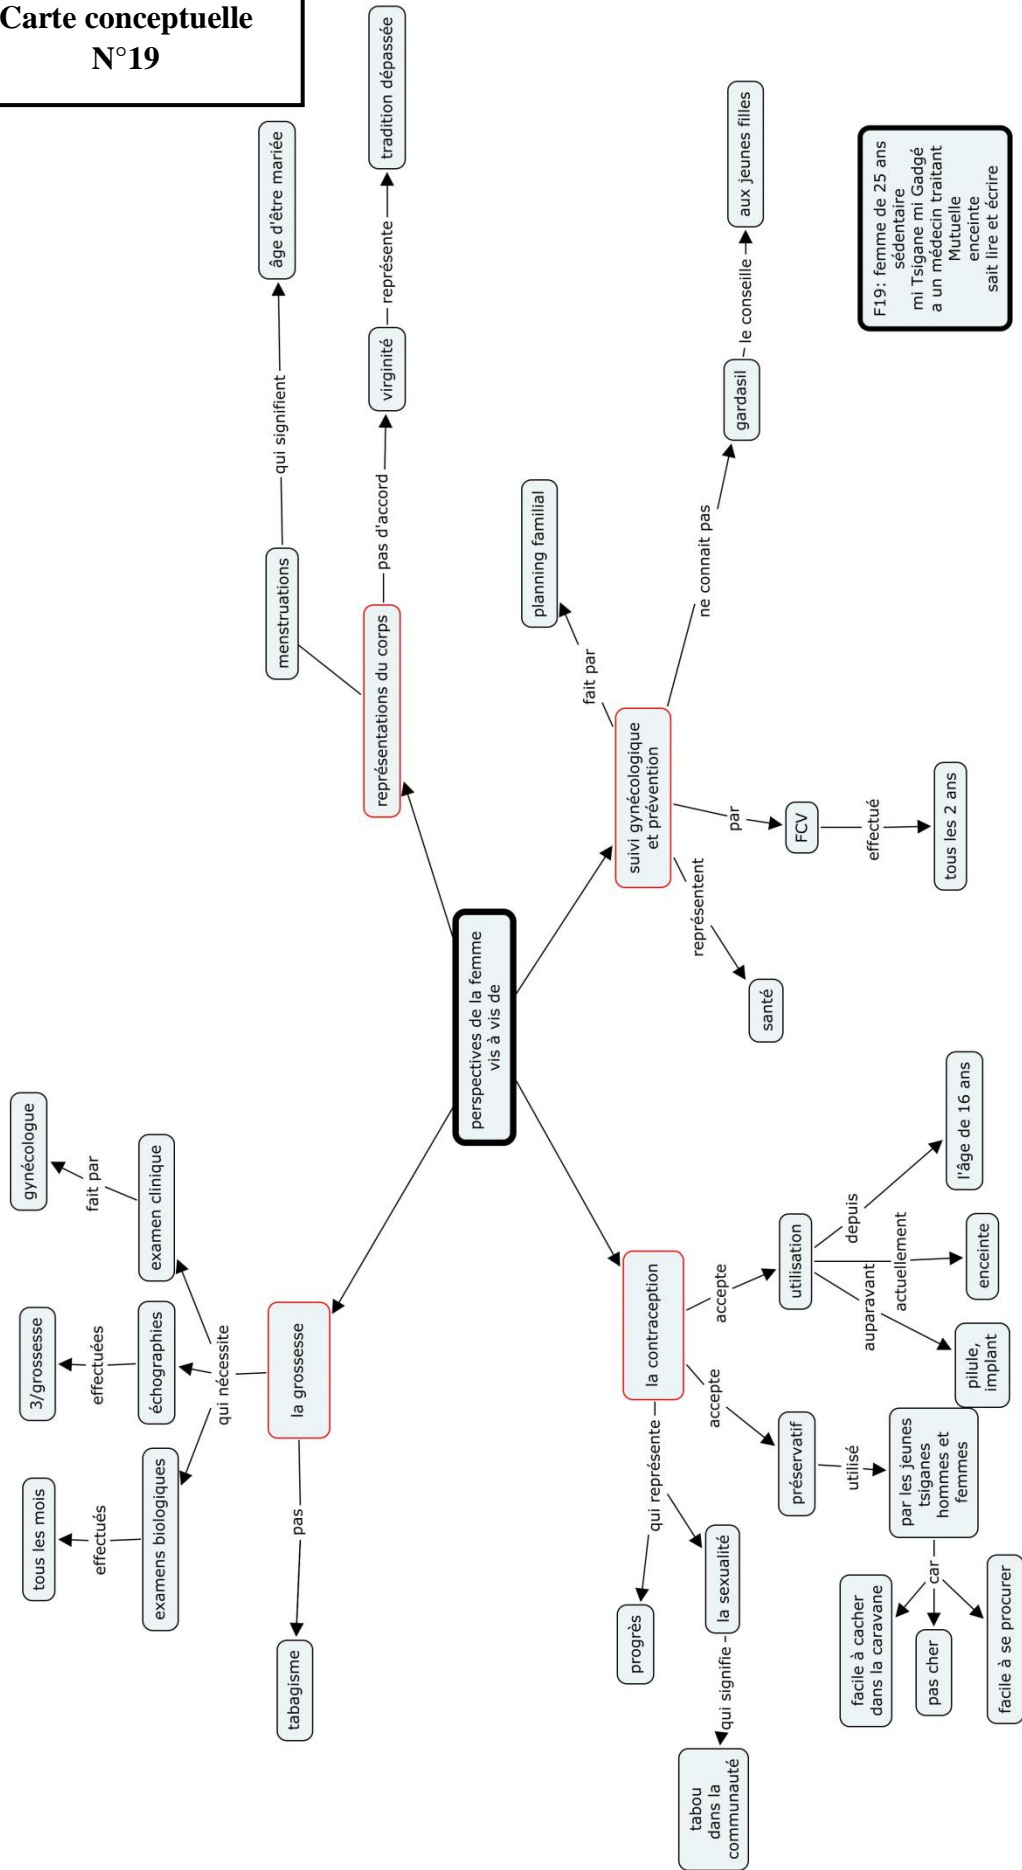 Carte conceptuelle
N°19
perspectives de la femme
vis à vis de
la grossesse
pas
tabagisme
qui nécessite
examens biologiques
effectués
tous les mois
échographies
effectuées
3/grossesse
examen clinique
fait par
gynécologue
représentations du corps
menstruations
qui signifient
âge d'être mariée
pas d'accord
virginité
représente
tradition dépassée
la contraception
qui représente
progrès
la sexualité
qui signifie
tabou
dans la
communauté
accepte
préservatif
utilisé
par les jeunes
tsiganes
hommes et
femmes
car
facile à cacher
dans la caravane
pas cher
facile à se procurer
accepte
utilisation
auparavant
pilule,
implant
actuellement
enceinte
depuis
l'âge de 16 ans
suivi gynécologique
et prévention
représentent
santé
par
FCV
effectué
tous les 2 ans
fait par
planning familial
ne connait pas
gardasil
le conseille
aux jeunes filles
F19: femme de 25 ans
sédentaire
mi Tsigane mi Gadgé
a un médecin traitant
Mutuelle
enceinte
sait lire et écrire